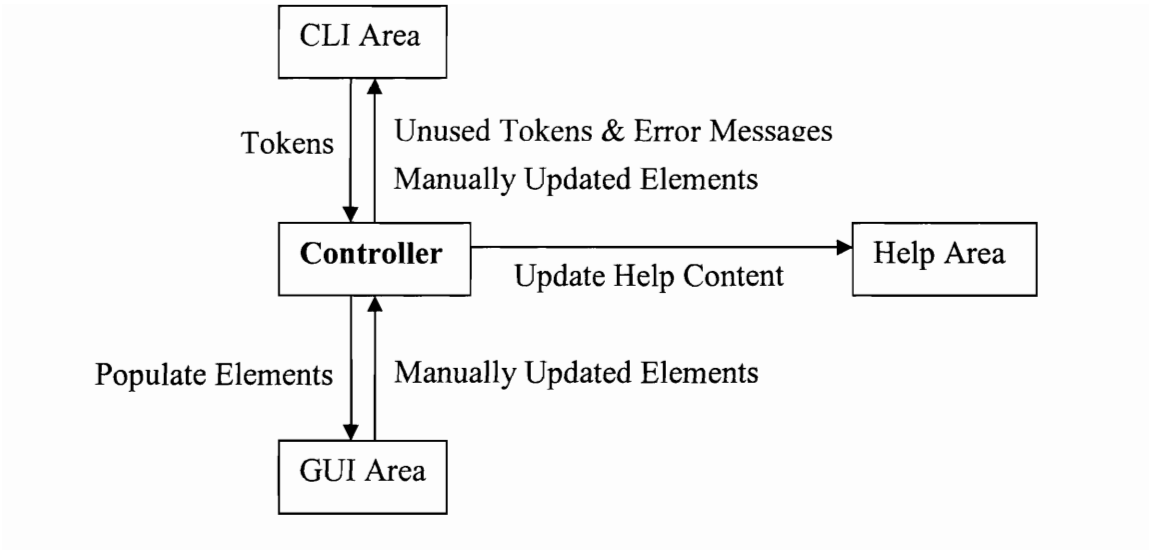 CLI Area
Tokens
Unused Tokens & Error Messages
Manually Updated Elements
Controller
Update Help Content
Help Area
Populate Elements
Manually Updated Elements
GUI Area